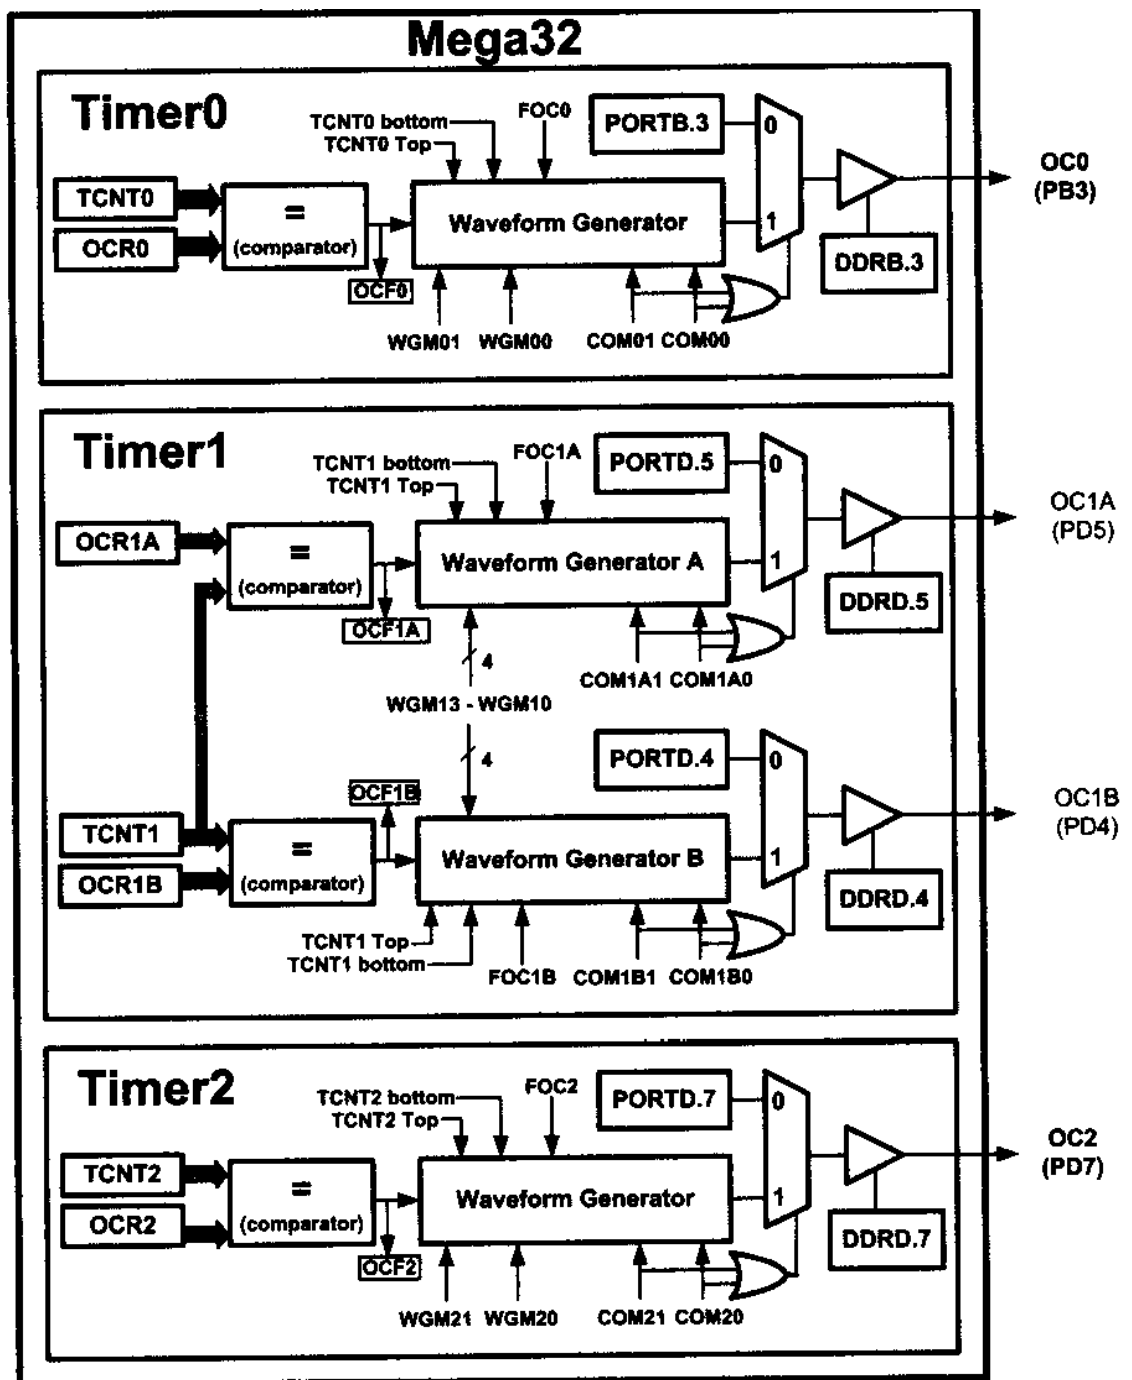 Mega32
Timer0
TCNT0 bottom
TCNT0 Top
FOC0
PORTB.3
0
OC0
(PB3)
TCNT0
OCR0
=
(comparator)
Waveform Generator
1
DDRB.3
OCF0
WGM01
WGM00
COM01
COM00
Timer1
TCNT1 bottom
TCNT1 Top
FOC1A
PORTD.5
0
OC1A
(PD5)
OCR1A
=
(comparator)
Waveform Generator A
1
DDRD.5
OCF1A
4
COM1A1
COM1A0
WGM13 - WGM10
4
PORTD.4
0
OC1B
(PD4)
OCF1B
TCNT1
OCR1B
=
(comparator)
Waveform Generator B
1
DDRD.4
TCNT1 Top
TCNT1 bottom
FOC1B
COM1B1
COM1B0
Timer2
TCNT2 bottom
TCNT2 Top
FOC2
PORTD.7
0
OC2
(PD7)
TCNT2
OCR2
=
(comparator)
Waveform Generator
1
DDRD.7
OCF2
WGM21
WGM20
COM21
COM20